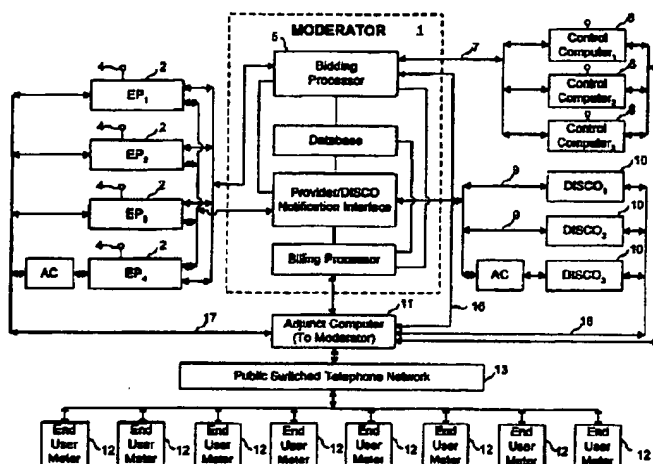 MODERATOR 1
5
Bidding
Processor
Database
Provider/DISCO
Notification Interface
Billing Processor
4 2
EP1
4 2
EP2
4 2
EP3
4 2
EP4
AC
7
6
Control
Computer1
6
Control
Computer2
6
Control
9
10
DISCO1
9
10
DISCO2
10
AC
DISCO3
11
16
17
18
Adjunct Computer
(To Moderator)
Public Switched Telephone Network
13
End
User
Meter
12
End
User
Meter
12
End
User
Meter
12
End
User
Meter
12
End
User
Meter
12
End
User
Meter
12
End
User
Meter
12
End
User
Meter
12